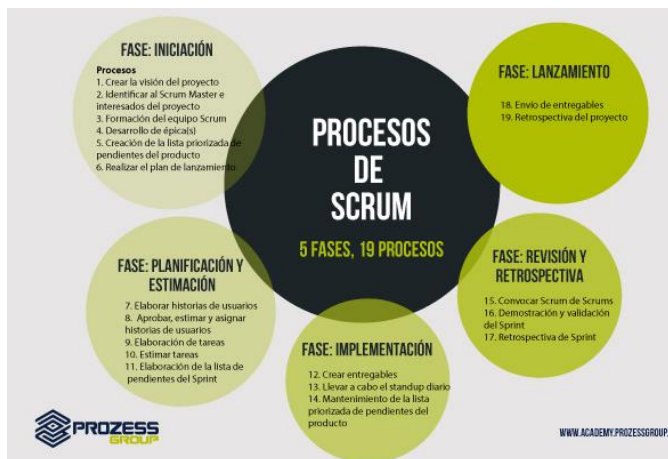 FASE: INICIACIÓN
Procesos
1. Crear la visión del proyecto
2. Identificar al Scrum Master e
interesados del proyecto
3. Formación del equipo Scrum
4. Desarrollo de épica(s)
5. Creación de la lista priorizada de
pendientes del producto
6. Realizar el plan de lanzamiento
PROCESOS
DE
SCRUM
5 FASES, 19 PROCESOS
FASE: LANZAMIENTO
18. Envío de entregables
19. Retrospectiva del proyecto
FASE: PLANIFICACIÓN Y
ESTIMACIÓN
7. Elaborar historias de usuarios
8. Aprobar, estimar y asignar
historias de usuarios
9. Elaboración de tareas
10. Estimar tareas
11. Elaboración de la lista de
pendientes del Sprint
FASE: IMPLEMENTACIÓN
12. Crear entregables
13. Llevar a cabo el standup diario
14. Mantenimiento de la lista
priorizada de pendientes del
producto
FASE: REVISIÓN Y
RETROSPECTIVA
15. Convocar Scrum de Scrums
16. Demostración y validación
del Sprint
17. Retrospectiva de Sprint
PROZESS
GROUP
WWW.ACADEMY.PROZESSGROUP.